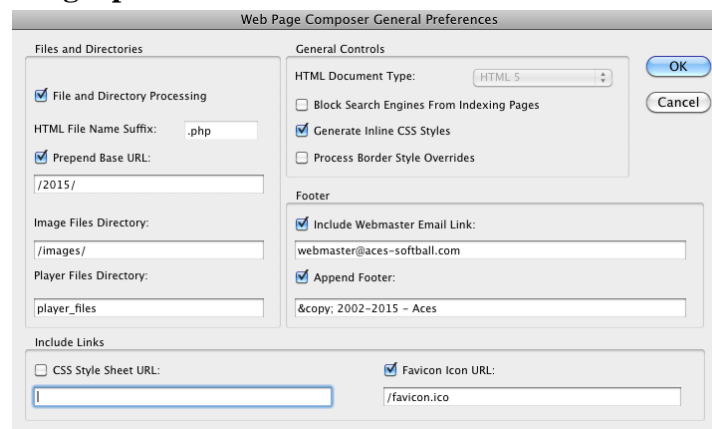 Web Page Composer General Preferences
Files and Directories
File and Directory Processing
HTML File Name Suffix: .php
Prepend Base URL:
/2015/
Image Files Directory:
/images/
Player Files Directory:
player_files
General Controls
HTML Document Type: HTML 5
Block Search Engines From Indexing Pages
Generate Inline CSS Styles
Process Border Style Overrides
Footer
Include Webmaster Email Link:
webmaster@aces-softball.com
Append Footer:
&copy; 2002-2015 - Aces
OK
Cancel
Include Links
CSS Style Sheet URL:
Favicon Icon URL:
/favicon.ico